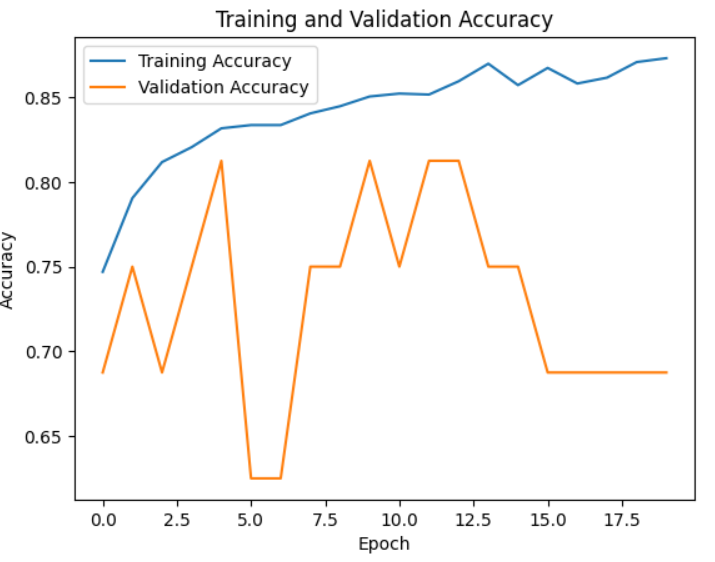 Training and Validation Accuracy
Training Accuracy
Validation Accuracy
Accuracy
0.85
0.80
0.75
0.70
0.65
0.0 2.5 5.0 7.5 10.0 12.5 15.0 17.5
Epoch